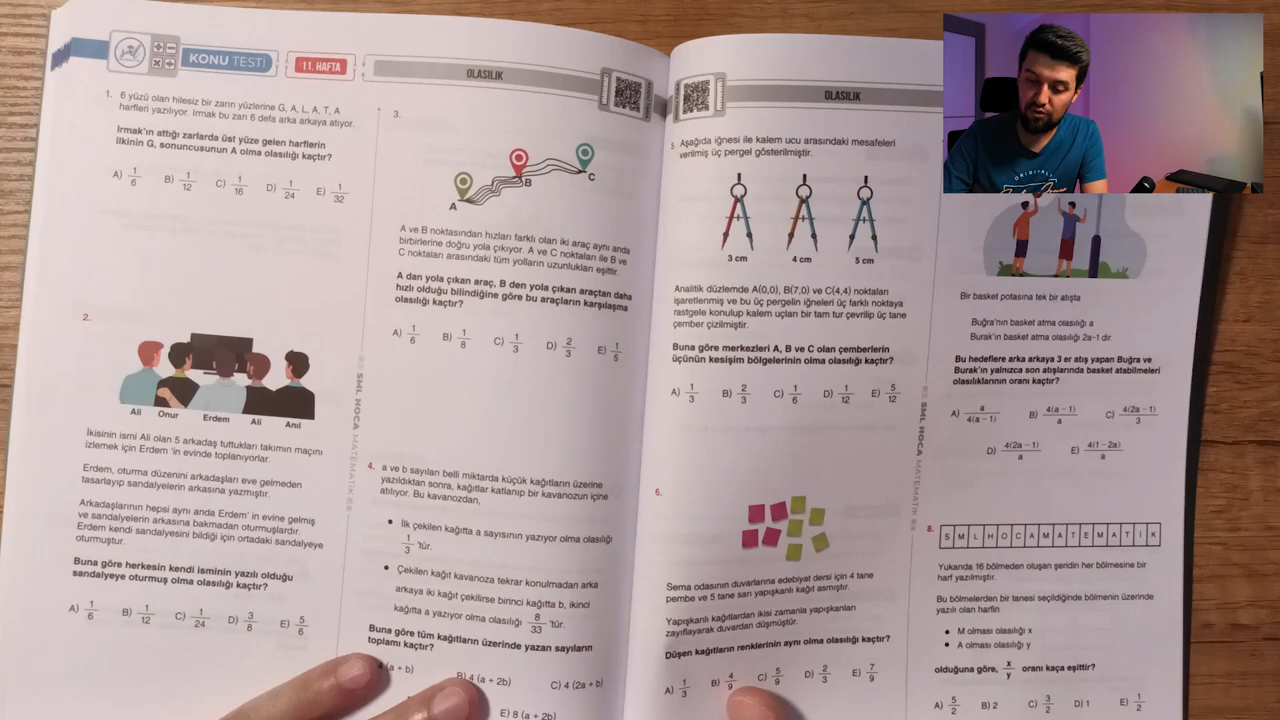 KONU TESTİ
11. HAFTA
OLASILIK
1. 6 yüzü olan hilesiz bir zarın yüzlerine G, A, L, A, T, A
harfleri yazılıyor. Irmak bu zarı 6 defa arka arkaya atıyor.
Irmak'ın attığı zarlarda üst yüze gelen harflerin
ilkinin G, sonuncusunun A olma olasılığı kaçtır?
A) 1/6 B) 1/12 C) 1/16 D) 1/24 E) 1/32
2.
Ali Onur Erdem Ali Anıl
İkisinin ismi Ali olan 5 arkadaş tuttukları takımın maçını
izlemek için Erdem 'in evinde toplanıyorlar.
Erdem, oturma düzenini arkadaşları eve gelmeden
tasarlayıp sandalyelerin arkasına yazmıştır.
Arkadaşlarının hepsi aynı anda Erdem' in evine gelmiş
ve sandalyelerin arkasına bakmadan oturmuşlardır.
Erdem kendi sandalyesini bildiği için ortadaki sandalyeye
oturmuştur.
Buna göre herkesin kendi isminin yazılı olduğu
sandalyeye oturmuş olma olasılığı kaçtır?
A) 1/6 B) 1/12 C) 1/24 D) 3/8 E) 5/6
3.
A B C
A ve B noktasından hızları farklı olan iki araç aynı anda
birbirlerine doğru yola çıkıyor. A ve C noktaları ile B ve
C noktaları arasındaki tüm yolların uzunlukları eşittir.
A dan yola çıkan araç, B den yola çıkan araçtan daha
hızlı olduğu bilindiğine göre bu araçların karşılaşma
olasılığı kaçtır?
A) 1/6 B) 1/8 C) 1/3 D) 2/3 E) 1/5
4. a ve b sayıları belli miktarda küçük kağıtların üzerine
yazıldıktan sonra, kağıtlar katlanıp bir kavanozun içine
atılıyor. Bu kavanozdan,
• İlk çekilen kağıtta a sayısının yazıyor olma olasılığı
1/3 'tür.
• Çekilen kağıt kavanoza tekrar konulmadan arka
arkaya iki kağıt çekilirse birinci kağıtta b, ikinci
kağıtta a yazıyor olma olasılığı 8/33 'tür.
Buna göre tüm kağıtların üzerinde yazan sayıların
toplamı kaçtır?
(a + b) B) 4 (a + 2b) C) 4 (2a + b)
E) 8 (a + 2b)
SML HOCA MATEMATİK
OLASILIK
5. Aşağıda iğnesi ile kalem ucu arasındaki mesafeleri
verilmiş üç pergel gösterilmiştir.
3 cm 4 cm 5 cm
Analitik düzlemde A(0,0), B(7,0) ve C(4,4) noktaları
işaretlenmiş ve bu üç pergelin iğneleri üç farklı noktaya
rastgele konulup kalem uçları bir tam tur çevrilip üç tane
çember çizilmiştir.
Buna göre merkezleri A, B ve C olan çemberlerin
üçünün kesişim bölgelerinin olma olasılığı kaçtır?
A) 1/3 B) 2/3 C) 1/6 D) 1/12 E) 5/12
6.
Sema odasının duvarlarına edebiyat dersi için 4 tane
pembe ve 5 tane sarı yapışkanlı kağıt asmıştır.
Yapışkanlı kağıtlardan ikisi zamanla yapışkanları
zayıflayarak duvardan düşmüştür.
Düşen kağıtların renklerinin aynı olma olasılığı kaçtır?
A) 1/3 B) 4/9 C) 5/9 D) 2/3 E) 7/9
SML HOCA MATEMATİK
Bir basket potasına tek bir atışta
Buğra'nın basket atma olasılığı a
Burak'ın basket atma olasılığı 2a-1 dir.
Bu hedeflere arka arkaya 3 er atış yapan Buğra ve
Burak'ın yalnızca son atışlarında basket atabilmeleri
olasılıklarının oranı kaçtır?
A) a/4(a − 1) B) 4(a − 1)/a C) 4(2a − 1)/3
D) 4(2a − 1)/a E) 4(1 − 2a)/a
8.
S M L H O C A M A T E M A T İ K
Yukarıda 16 bölmeden oluşan şeridin her bölmesine bir
harf yazılmıştır.
Bu bölmelerden bir tanesi seçildiğinde bölmenin üzerinde
yazılı olan harfin
• M olması olasılığı x
• A olması olasılığı y
olduğuna göre, x/y oranı kaça eşittir?
A) 5/2 B) 2 C) 3/2 D) 1 E) 1/2